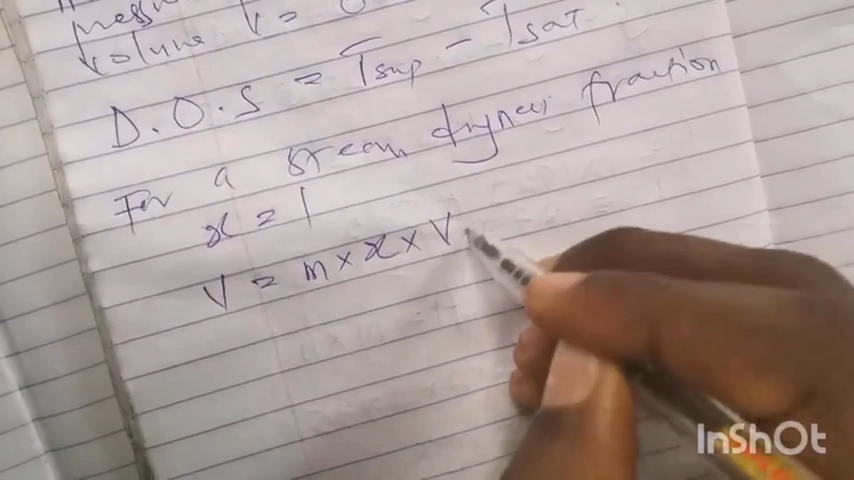 volume V =
D.O.S = Tsup - Tsat
For a steam dryness fraction
x = 1
V = m × x × V
InShOt